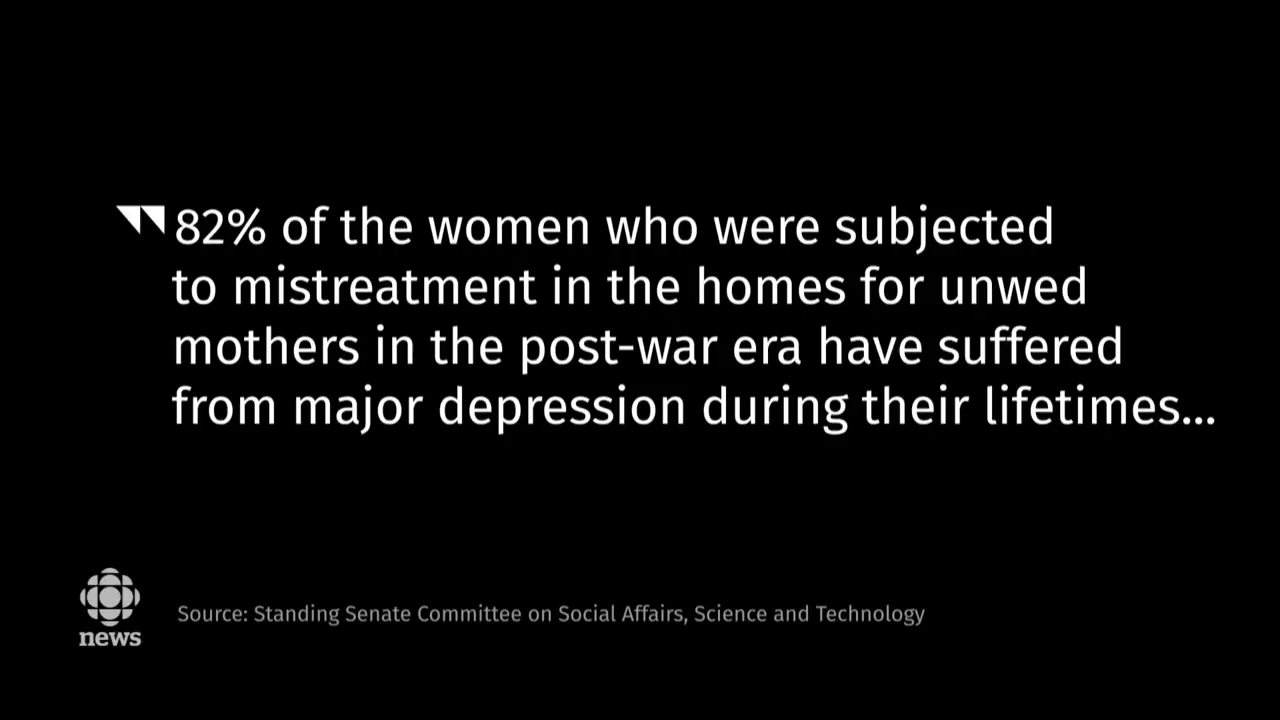 82% of the women who were subjected
to mistreatment in the homes for unwed
mothers in the post-war era have suffered
from major depression during their lifetimes...
Source: Standing Senate Committee on Social Affairs, Science and Technology
news